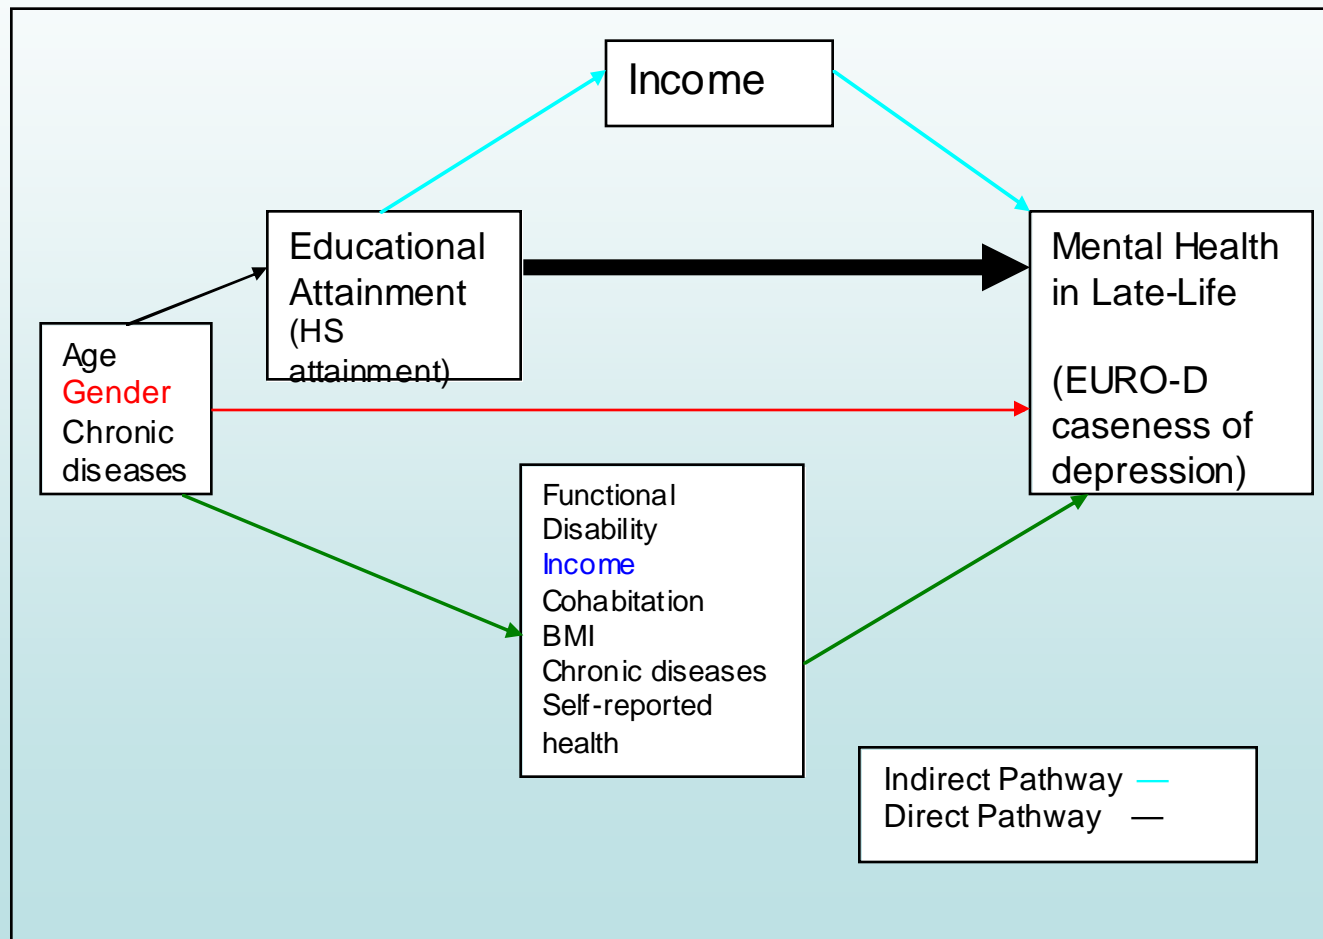 Income
Educational
Attainment
(HS
attainment)
Mental Health
in Late-Life
(EURO-D
caseness of
depression)
Age
Gender
Chronic
diseases
Functional
Disability
Income
Cohabitation
BMI
Chronic diseases
Self-reported
health
Indirect Pathway
Direct Pathway